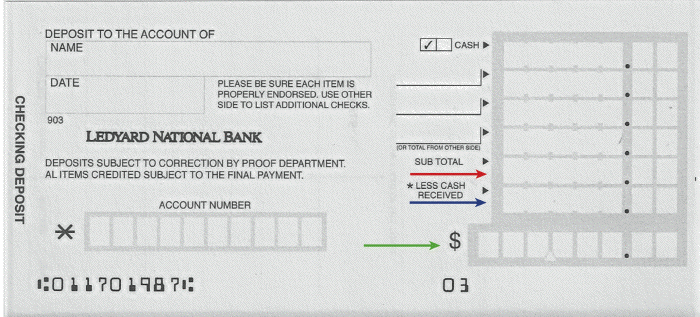 DEPOSIT TO THE ACCOUNT OF
NAME
✓ CASH
DATE
PLEASE BE SURE EACH ITEM IS
PROPERLY ENDORSED. USE OTHER
SIDE TO LIST ADDITIONAL CHECKS.
903
LEDYARD NATIONAL BANK
(OR TOTAL FROM OTHER SIDE)
SUB TOTAL
DEPOSITS SUBJECT TO CORRECTION BY PROOF DEPARTMENT.
AL ITEMS CREDITED SUBJECT TO THE FINAL PAYMENT.
* LESS CASH
RECEIVED
CHECKING DEPOSIT
ACCOUNT NUMBER
*
$
⑆011701987⑆ 03